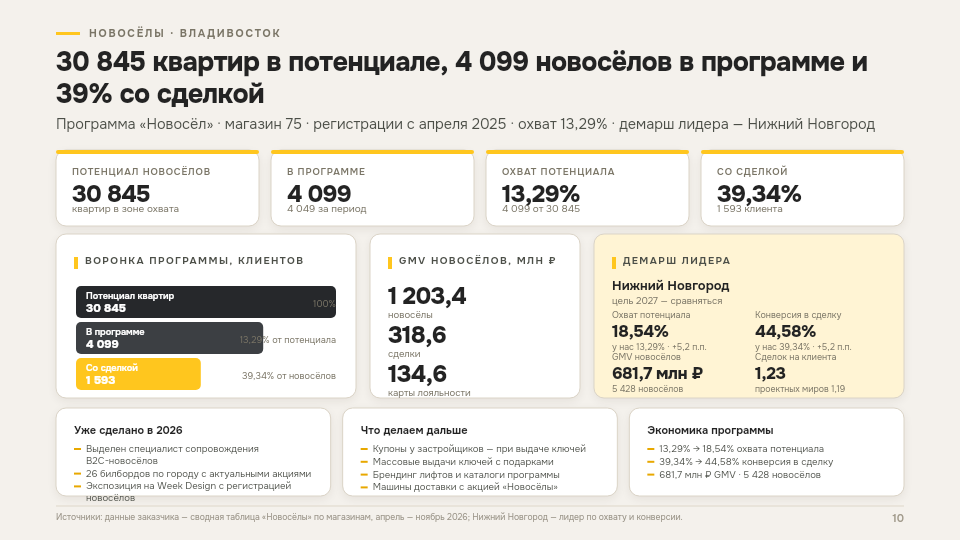 НОВОСЁЛЫ · ВЛАДИВОСТОК
30 845 квартир в потенциале, 4 099 новосёлов в программе и
39% со сделкой
Программа «Новосёл» · магазин 75 · регистрации с апреля 2025 · охват 13,29% · демарш лидера — Нижний Новгород
ПОТЕНЦИАЛ НОВОСЁЛОВ
30 845
квартир в зоне охвата
В ПРОГРАММЕ
4 099
4 049 за период
ОХВАТ ПОТЕНЦИАЛА
13,29%
4 099 от 30 845
СО СДЕЛКОЙ
39,34%
1 593 клиента
ВОРОНКА ПРОГРАММЫ, КЛИЕНТОВ
Потенциал квартир
30 845
100%
В программе
4 099
13,29% от потенциала
Со сделкой
1 593
39,34% от новосёлов
GMV НОВОСЁЛОВ, МЛН ₽
1 203,4
новосёлы
318,6
сделки
134,6
карты лояльности
ДЕМАРШ ЛИДЕРА
Нижний Новгород
цель 2027 — сравняться
Охват потенциала
18,54%
у нас 13,29% · +5,2 п.п.
Конверсия в сделку
44,58%
у нас 39,34% · +5,2 п.п.
GMV новосёлов
681,7 млн ₽
5 428 новосёлов
Сделок на клиента
1,23
проектных миров 1,19
Уже сделано в 2026
Выделен специалист сопровождения
B2C-новосёлов
26 билбордов по городу с актуальными акциями
Экспозиция на Week Design с регистрацией
новосёлов
Что делаем дальше
Купоны у застройщиков — при выдаче ключей
Массовые выдачи ключей с подарками
Брендинг лифтов и каталоги программы
Машины доставки с акцией «Новосёлы»
Экономика программы
13,29% → 18,54% охвата потенциала
39,34% → 44,58% конверсия в сделку
681,7 млн ₽ GMV · 5 428 новосёлов
Источники: данные заказчика — сводная таблица «Новосёлы» по магазинам, апрель — ноябрь 2026; Нижний Новгород — лидер по охвату и конверсии.
10